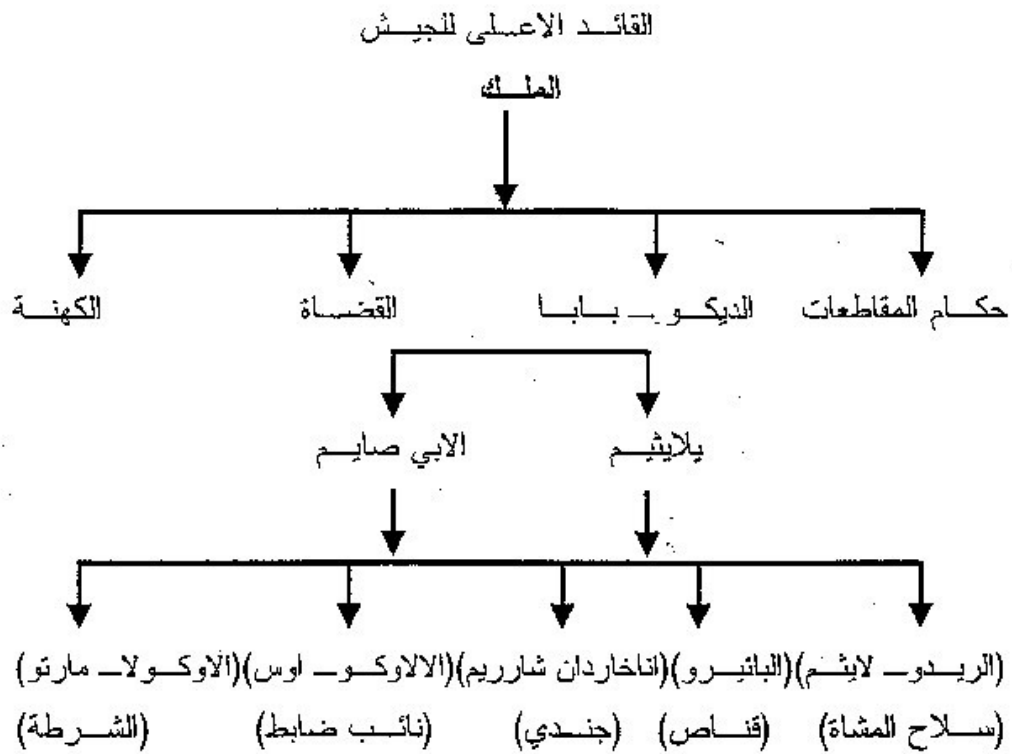 القائد الاعلى للجيش
الملك
حكام المقاطعات الديكو – بابا القضاة الكهنة
يلايثيم الابي صايم
(الريدو – لايثم)(الباثيرو)(اناخاردان شارريم)(الالاوكو – اوس)(الاوكولا – مارتو)
(سلاح المشاة) (قناص) (جندي) (نائب ضابط) (الشرطة)